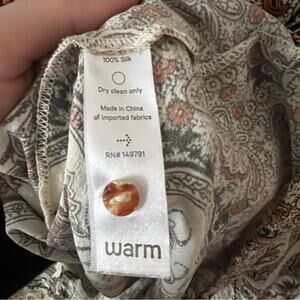 100% Silk
Dry clean only
Made in China
of imported fabrics
RN# 149791
warm